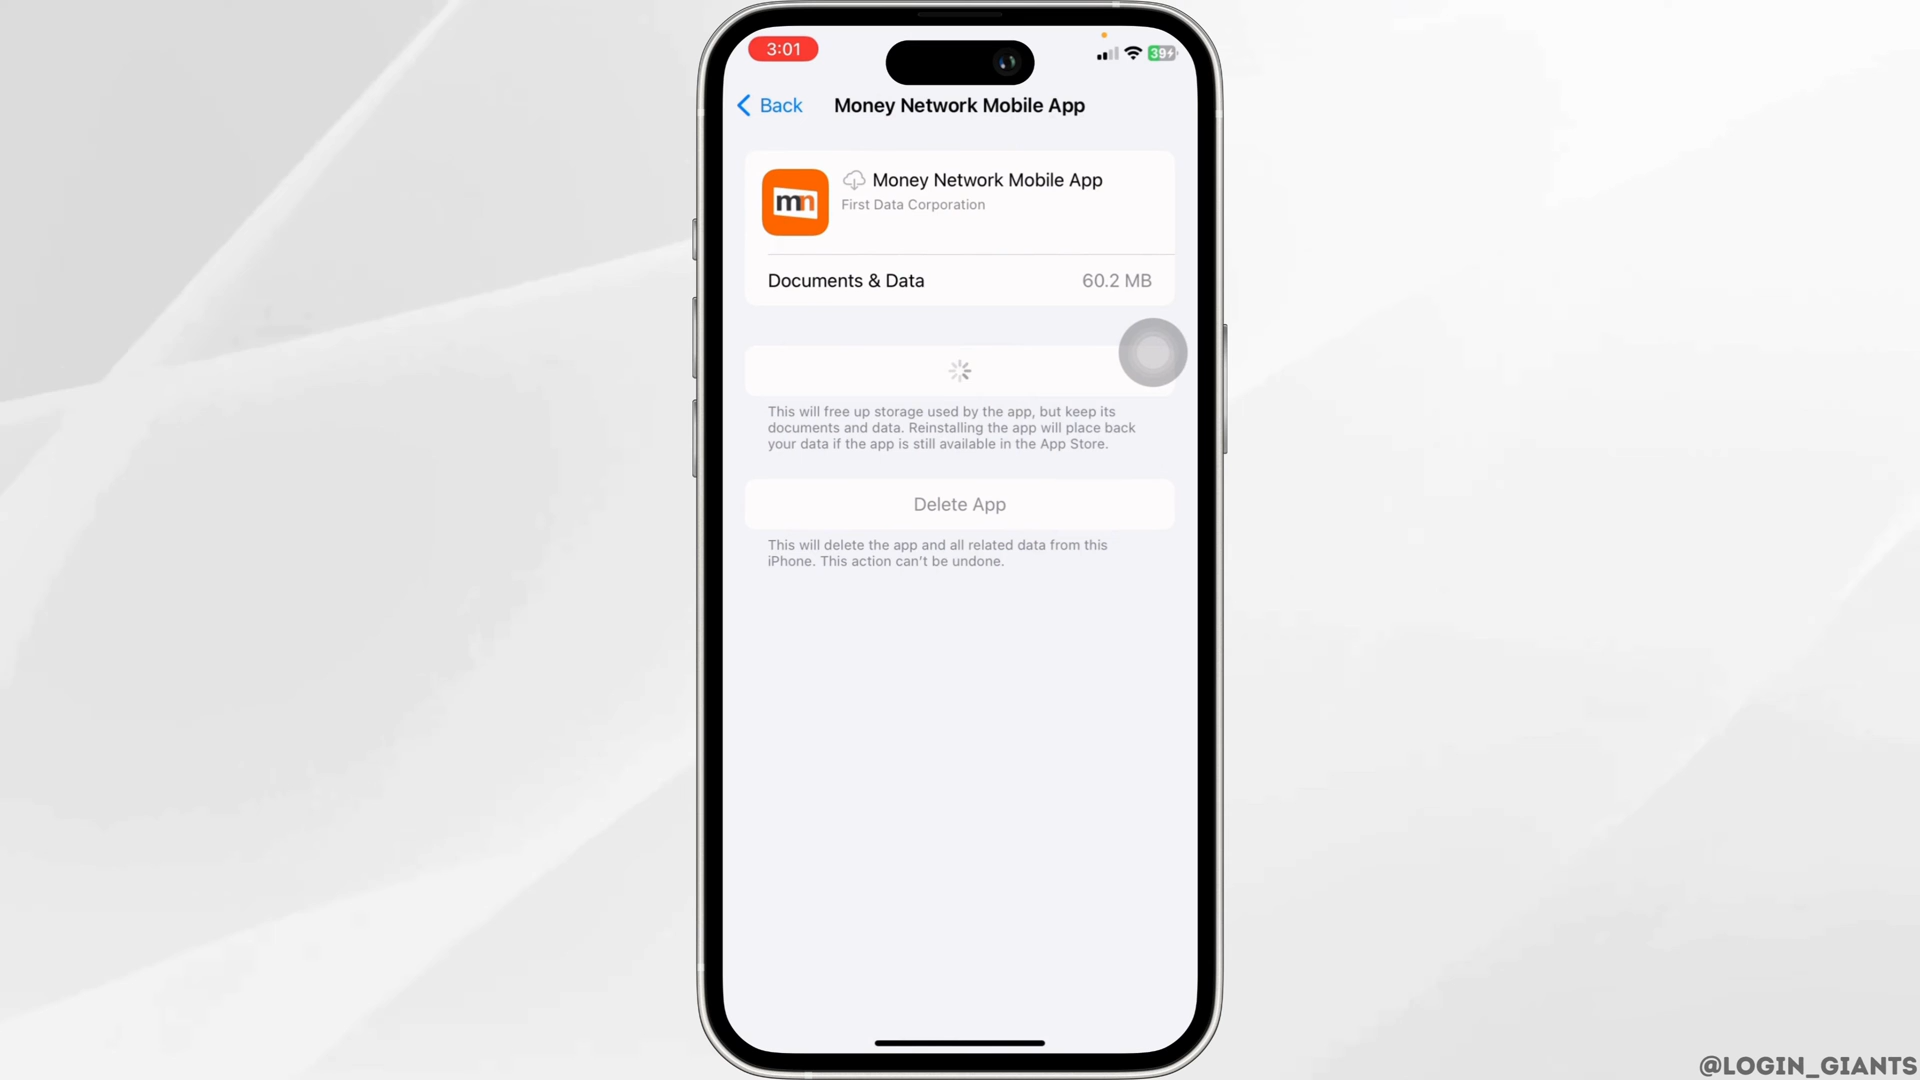 3:01
39
Back
Money Network Mobile App
mn
Money Network Mobile App
First Data Corporation
Documents & Data
60.2 MB
This will free up storage used by the app, but keep its
documents and data. Reinstalling the app will place back
your data if the app is still available in the App Store.
Delete App
This will delete the app and all related data from this
iPhone. This action can't be undone.
@LOGIN_GIANTS